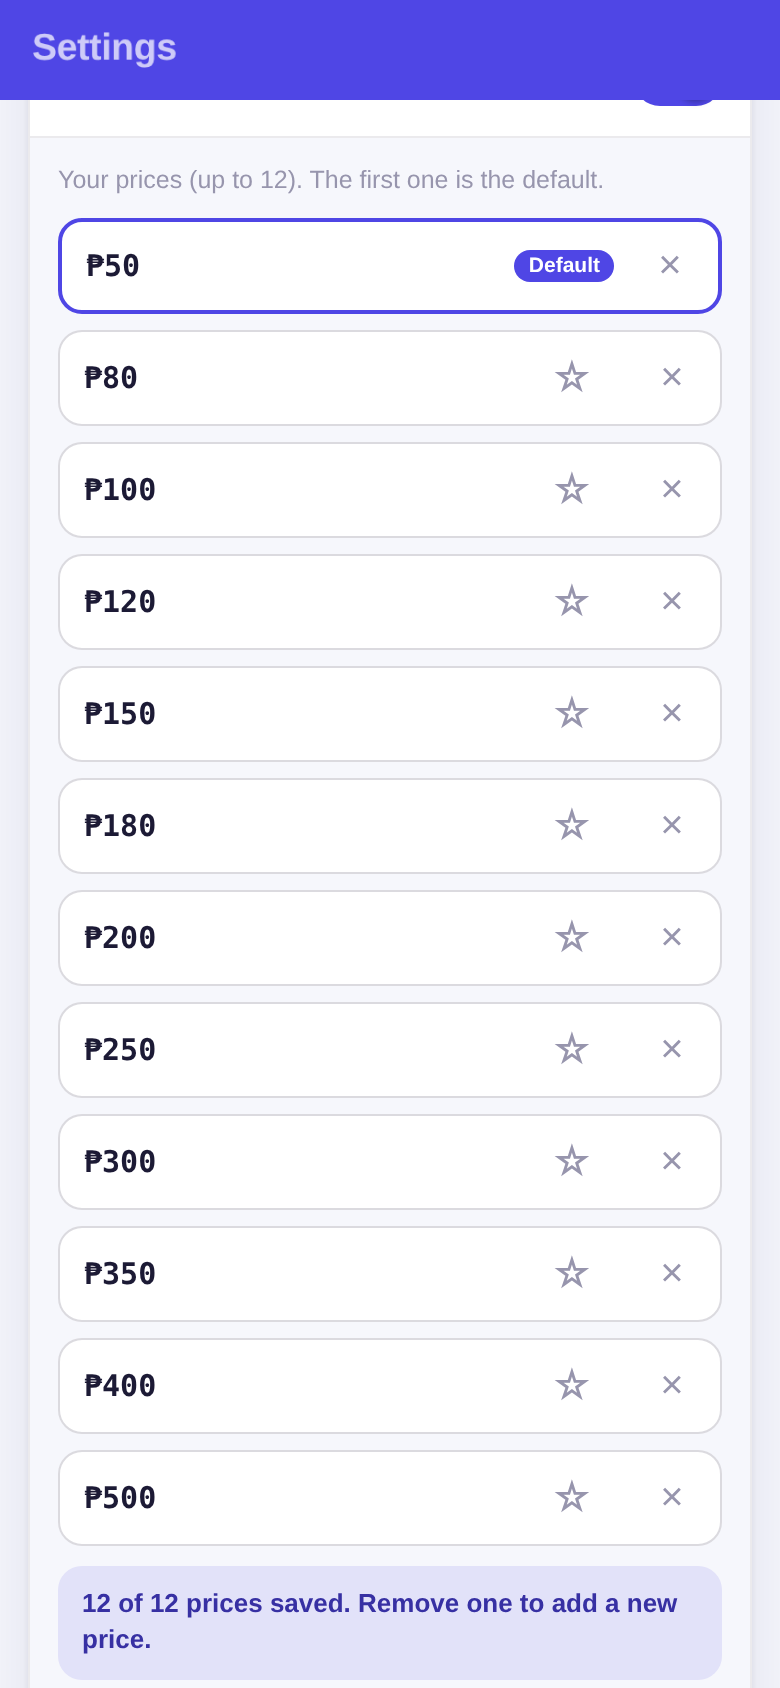 Settings
Your prices (up to 12). The first one is the default.
₱50 Default ✕
₱80 ☆ ✕
₱100 ☆ ✕
₱120 ☆ ✕
₱150 ☆ ✕
₱180 ☆ ✕
₱200 ☆ ✕
₱250 ☆ ✕
₱300 ☆ ✕
₱350 ☆ ✕
₱400 ☆ ✕
₱500 ☆ ✕
12 of 12 prices saved. Remove one to add a new
price.